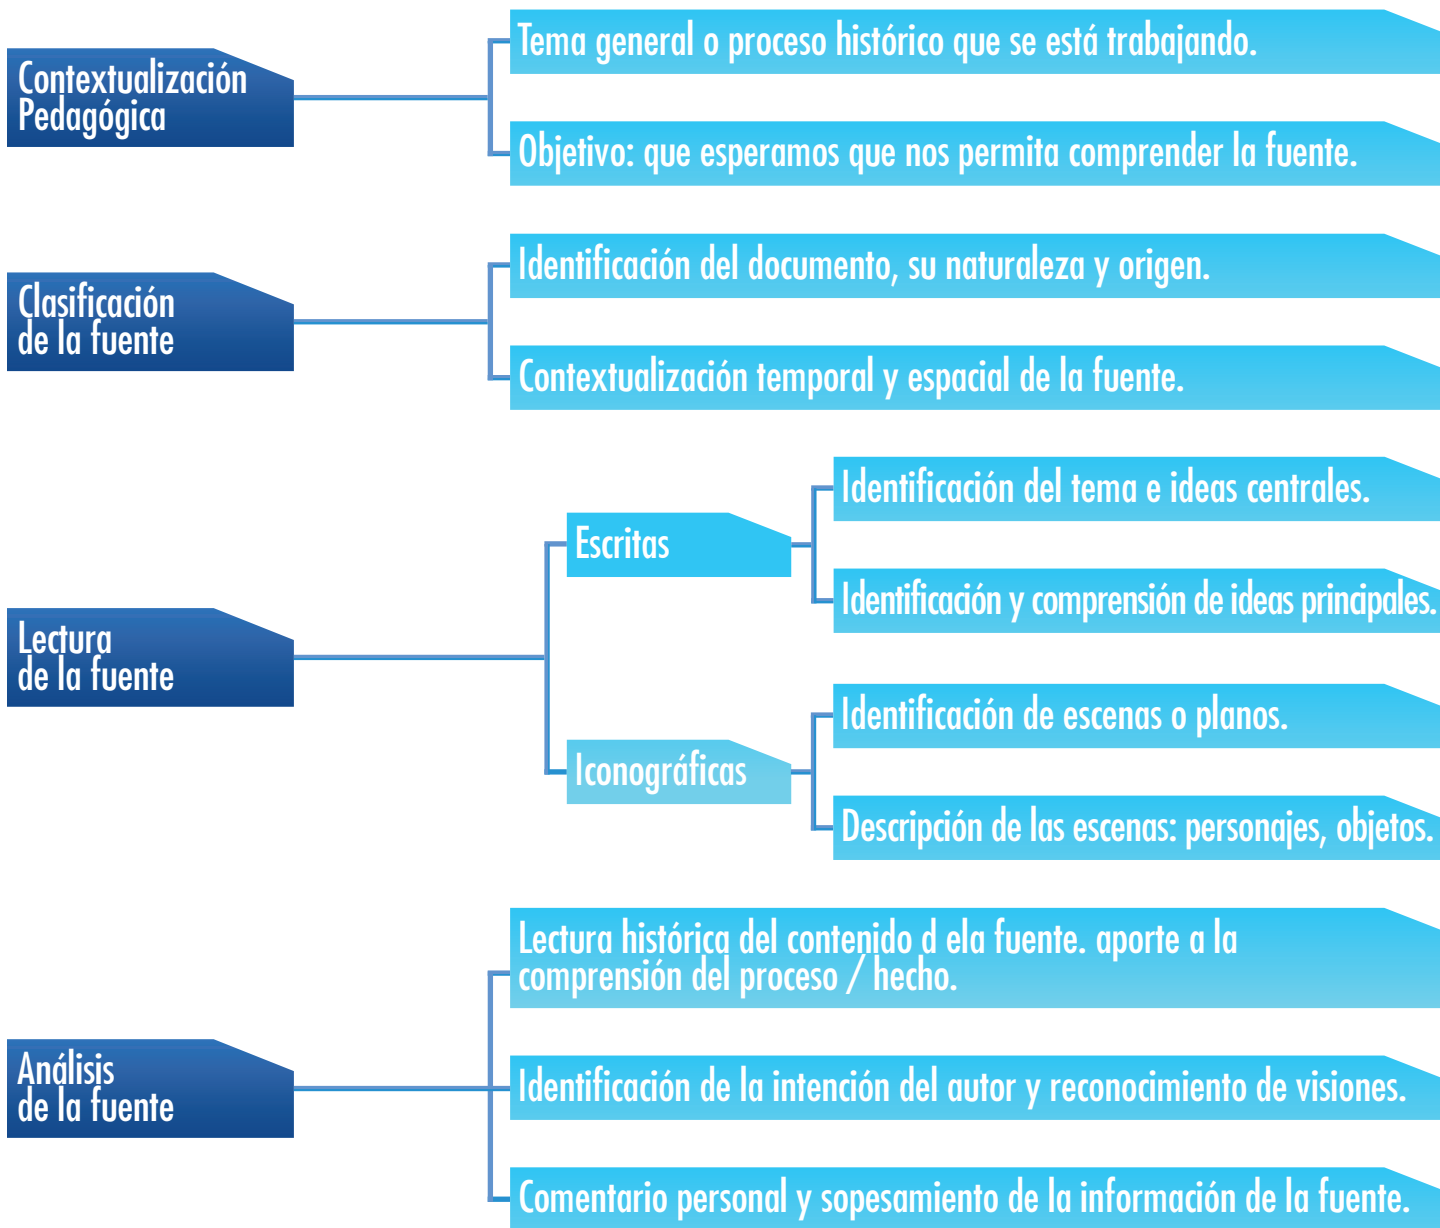 Contextualización
Pedagógica
Tema general o proceso histórico que se está trabajando.
Objetivo: que esperamos que nos permita comprender la fuente.
Clasificación
de la fuente
Identificación del documento, su naturaleza y origen.
Contextualización temporal y espacial de la fuente.
Lectura
de la fuente
Escritas
Identificación del tema e ideas centrales.
Identificación y comprensión de ideas principales.
Iconográficas
Identificación de escenas o planos.
Descripción de las escenas: personajes, objetos.
Análisis
de la fuente
Lectura histórica del contenido d ela fuente. aporte a la
comprensión del proceso / hecho.
Identificación de la intención del autor y reconocimiento de visiones.
Comentario personal y sopesamiento de la información de la fuente.